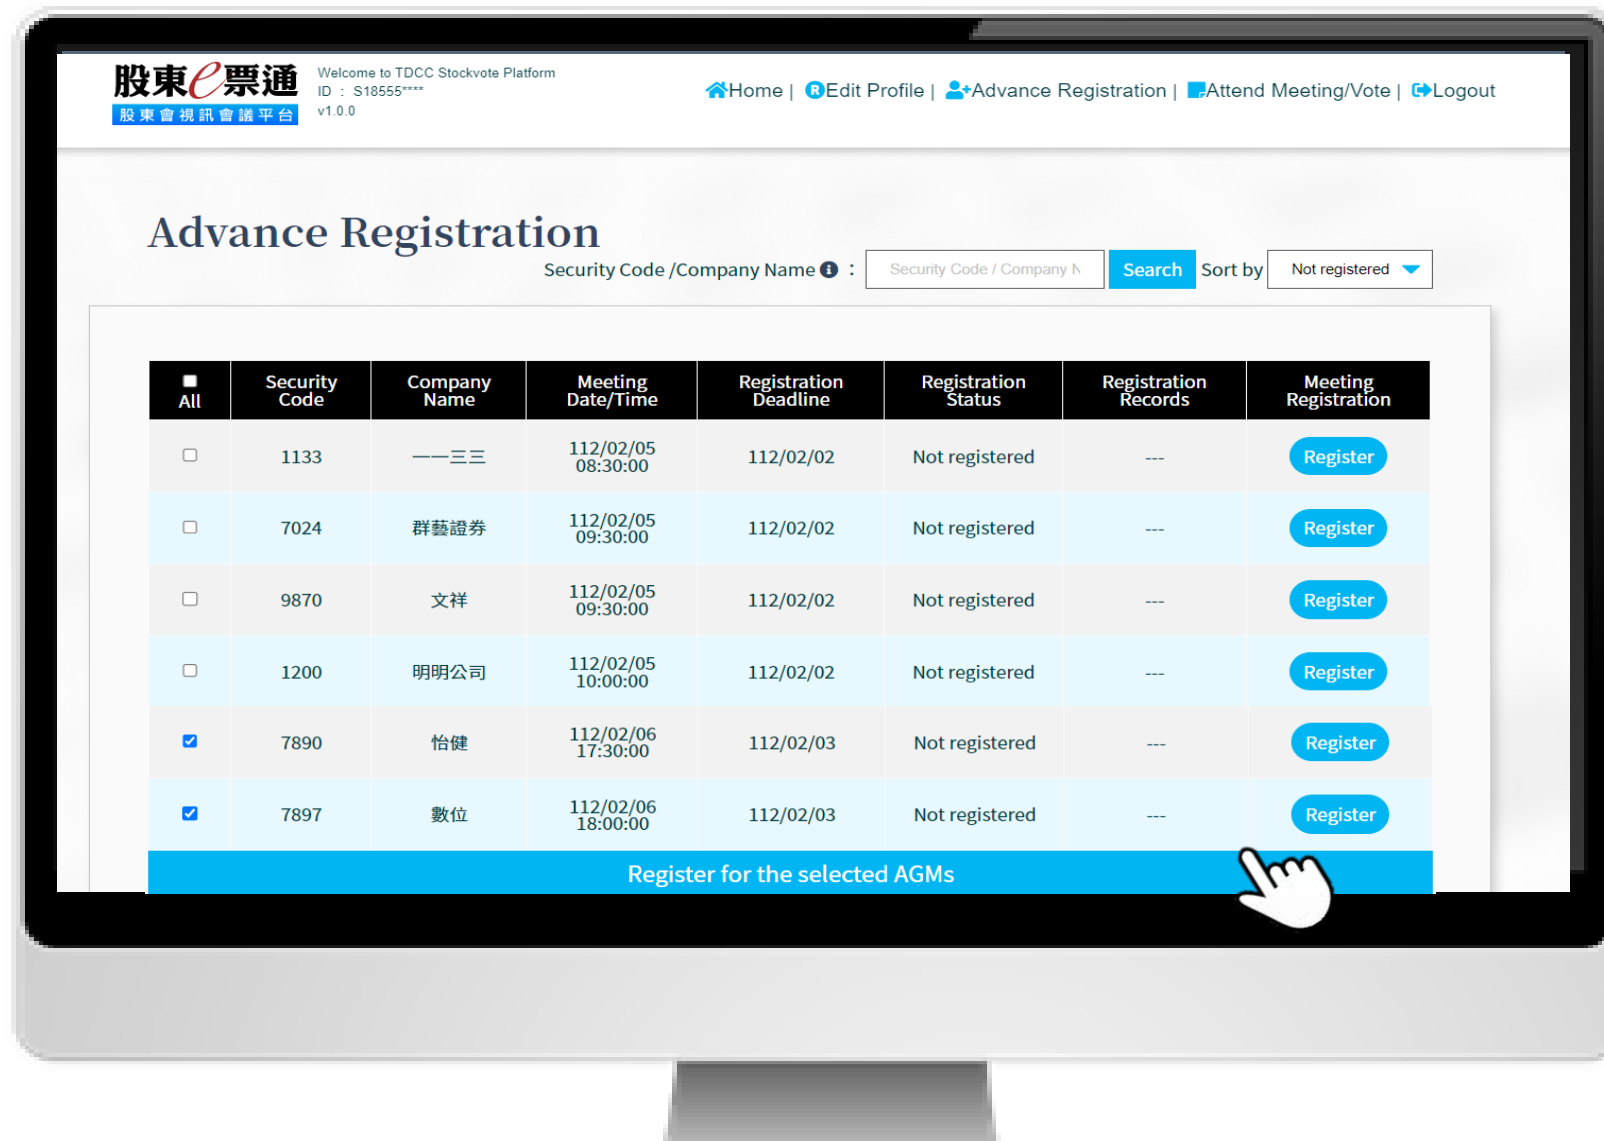 股東e票通
股東會視訊會議平台
Welcome to TDCC Stockvote Platform
ID : S18555****
v1.0.0
Home | Edit Profile | Advance Registration | Attend Meeting/Vote | Logout
Advance Registration
Security Code /Company Name : Security Code / Company Search Sort by Not registered
All Security Code Company Name Meeting Date/Time Registration Deadline Registration Status Registration Records Meeting Registration
1133 一一三三 112/02/05 08:30:00 112/02/02 Not registered --- Register
7024 群藝證券 112/02/05 09:30:00 112/02/02 Not registered --- Register
9870 文祥 112/02/05 09:30:00 112/02/02 Not registered --- Register
1200 明明公司 112/02/05 10:00:00 112/02/02 Not registered --- Register
7890 怡健 112/02/06 17:30:00 112/02/03 Not registered --- Register
7897 數位 112/02/06 18:00:00 112/02/03 Not registered --- Register
Register for the selected AGMs